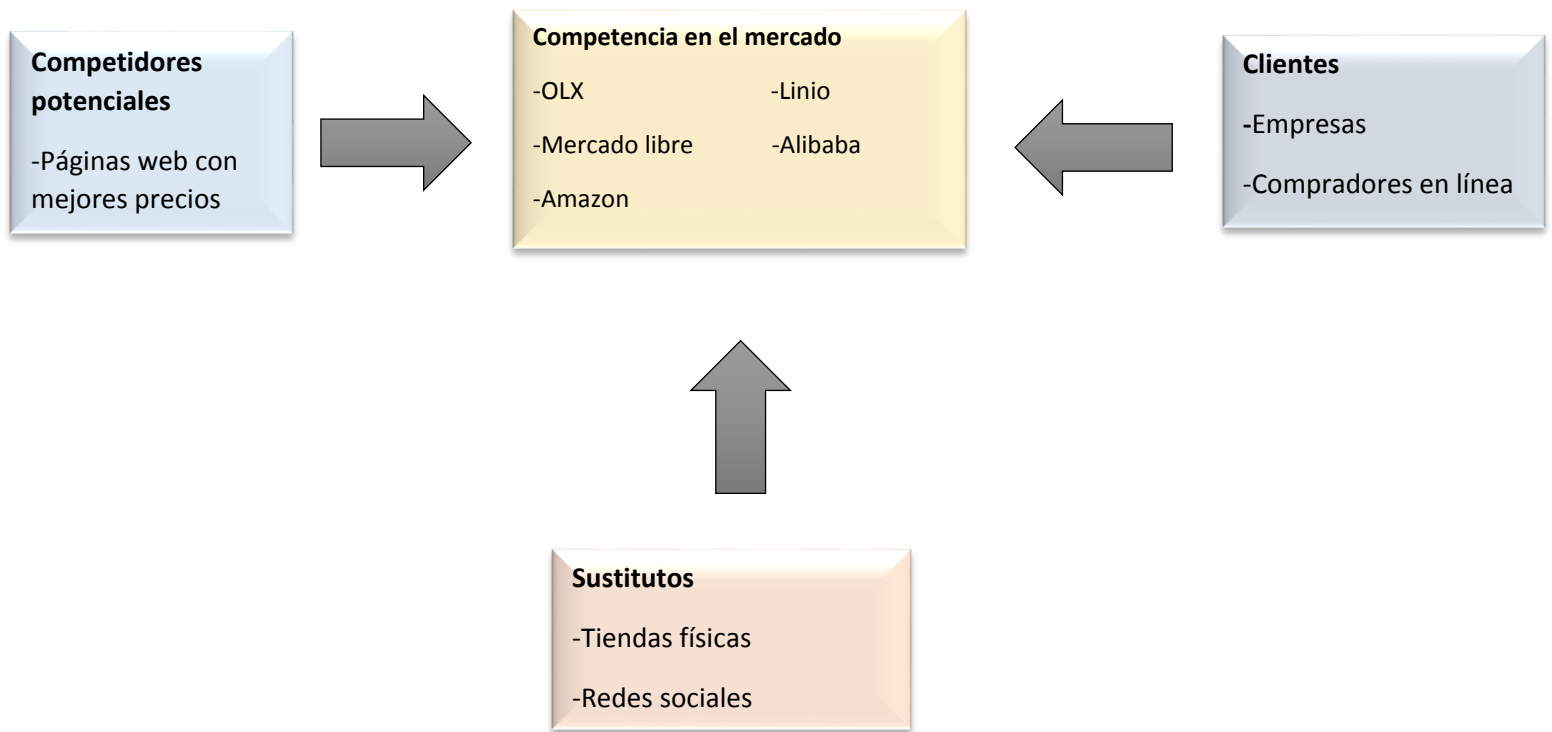 Competidores
potenciales
-Páginas web con
mejores precios
Competencia en el mercado
-OLX -Linio
-Mercado libre -Alibaba
-Amazon
Clientes
-Empresas
-Compradores en línea
Sustitutos
-Tiendas físicas
-Redes sociales